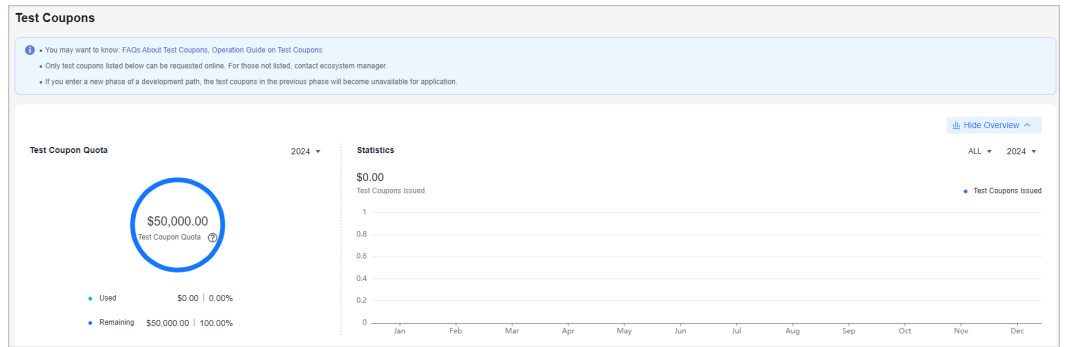 Test Coupons
• You may want to know: FAQs About Test Coupons, Operation Guide on Test Coupons
• Only test coupons listed below can be requested online. For those not listed, contact ecosystem manager.
• If you enter a new phase of a development path, the test coupons in the previous phase will become unavailable for application.
Hide Overview
Test Coupon Quota
2024
$50,000.00
Test Coupon Quota
Used $0.00 | 0.00%
Remaining $50,000.00 | 100.00%
Statistics
ALL 2024
$0.00
Test Coupons Issued
Test Coupons Issued
1
0.8
0.6
0.4
0.2
0
Jan Feb Mar Apr May Jun Jul Aug Sep Oct Nov Dec